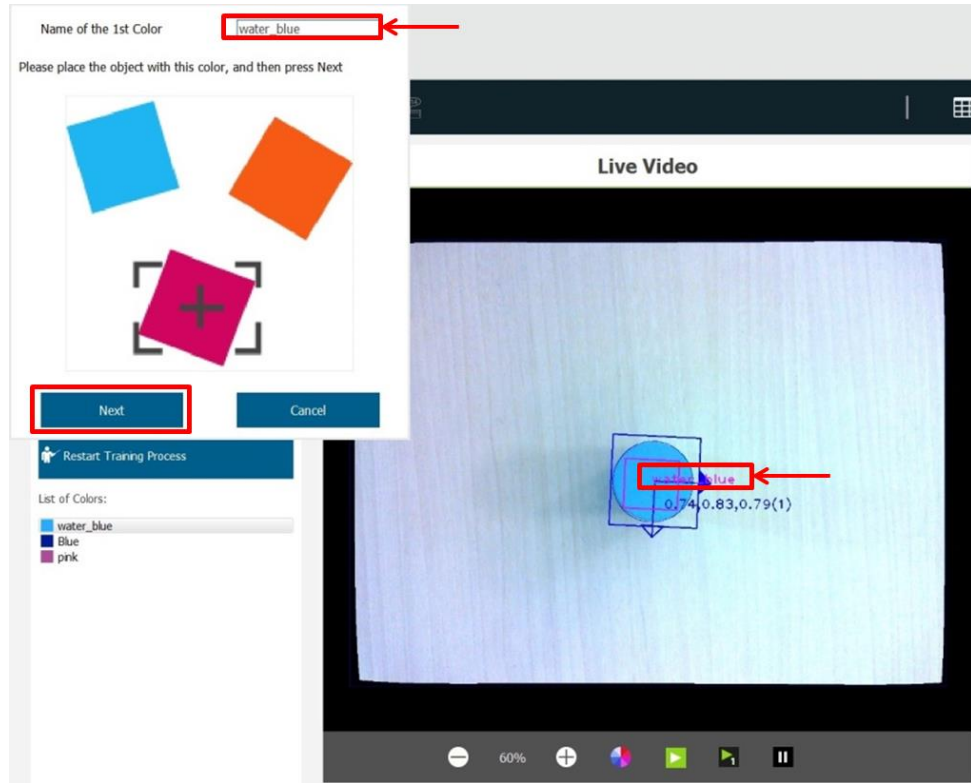 Name of the 1st Color water_blue
Please place the object with this color, and then press Next
Next Cancel
Restart Training Process
List of Colors:
water_blue
Blue
pink
Live Video
water_blue
0.74,0.83,0.79(1)
60%
1